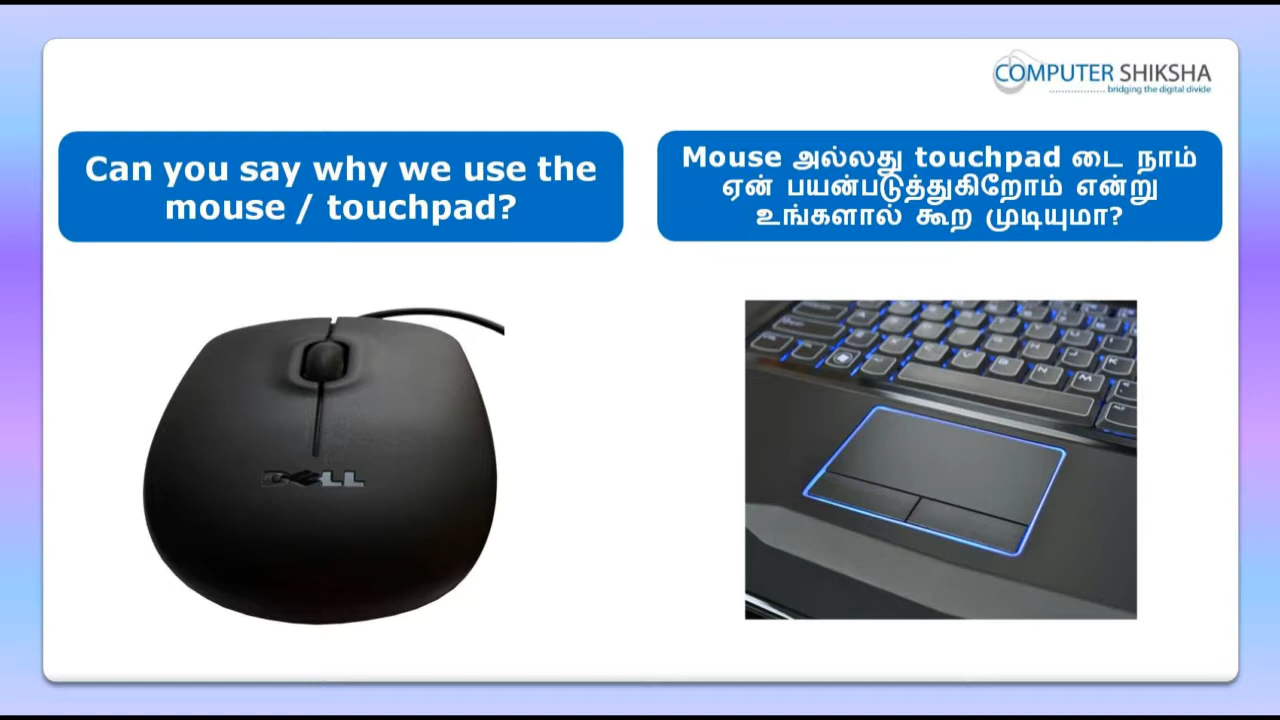 COMPUTER SHIKSHA
bridging the digital divide
Can you say why we use the
mouse / touchpad?
Mouse அல்லது touchpad டை நாம்
ஏன் பயன்படுத்துகிறோம் என்று
உங்களால் கூற முடியுமா?
DELL